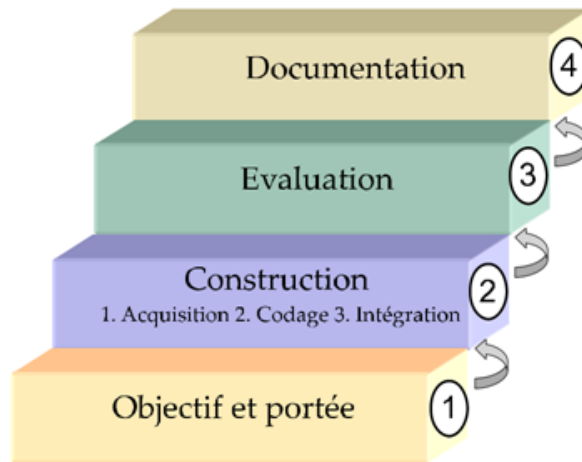 Documentation
4
Evaluation
3
Construction
1. Acquisition 2. Codage 3. Intégration
2
Objectif et portée
1